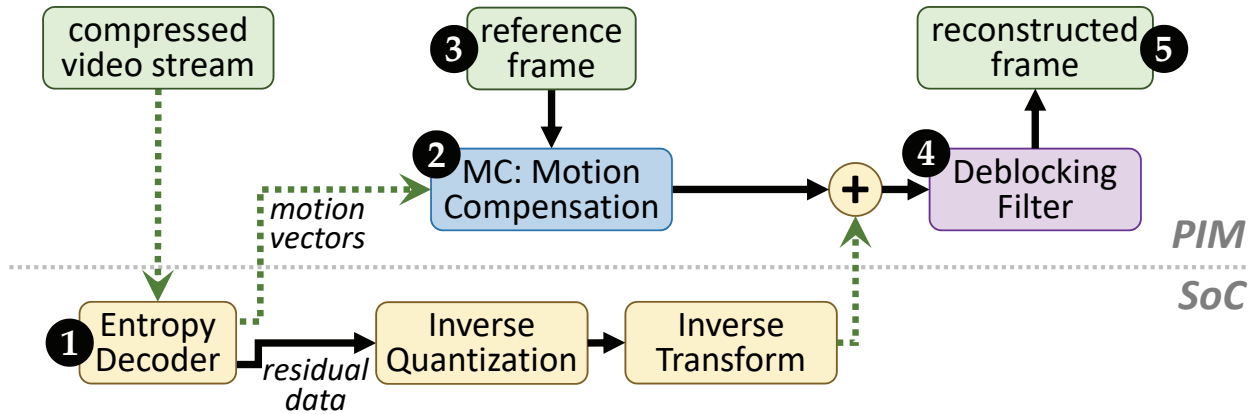 compressed
video stream
3
reference
frame
reconstructed
frame
5
2
MC: Motion
Compensation
+
4
Deblocking
Filter
motion
vectors
PIM
SoC
1
Entropy
Decoder
residual
data
Inverse
Quantization
Inverse
Transform